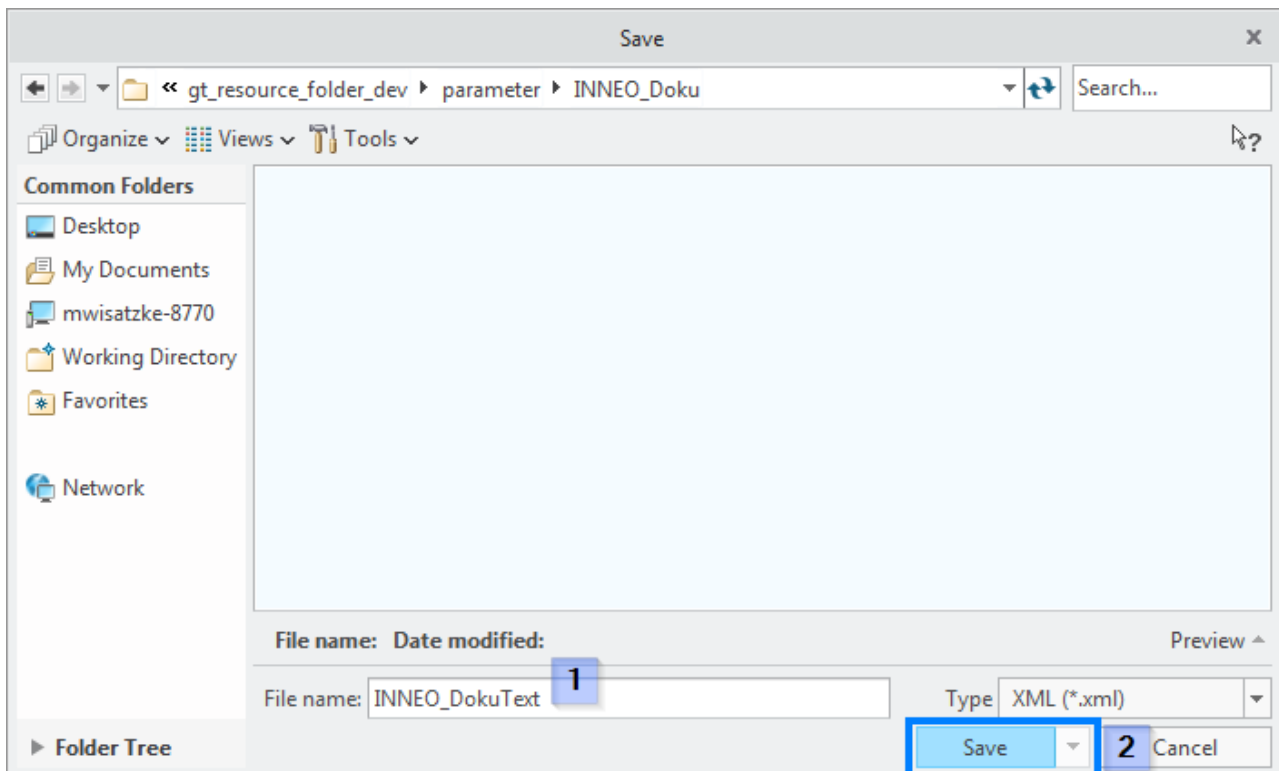 Save
« gt_resource_folder_dev parameter INNEO_Doku Search...
Organize Views Tools ?
Common Folders
Desktop
My Documents
mwisatzke-8770
Working Directory
Favorites
Network
File name: Date modified: Preview
1
File name: INNEO_DokuText Type XML (*.xml)
Folder Tree Save 2 Cancel